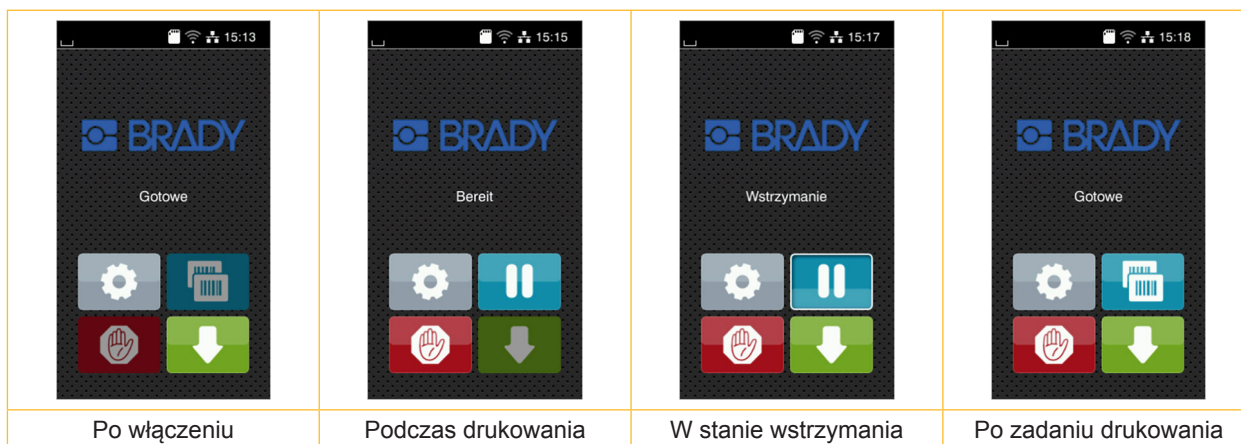 15:13
BRADY
Gotowe
Po włączeniu
15:15
BRADY
Bereit
Podczas drukowania
15:17
BRADY
Wstrzymanie
W stanie wstrzymania
15:18
BRADY
Gotowe
Po zadaniu drukowania